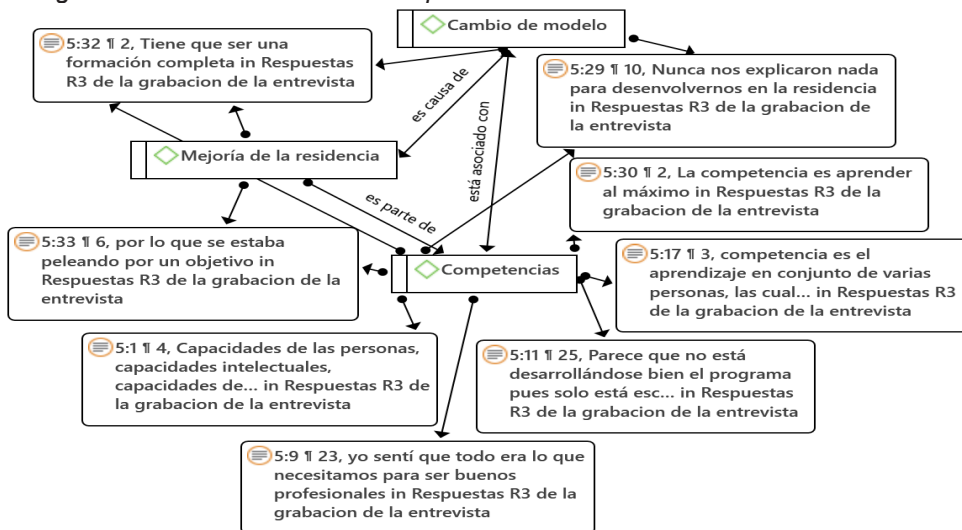 Cambio de modelo
5:32 ¶ 2, Tiene que ser una
formación completa in Respuestas
R3 de la grabacion de la entrevista
5:29 ¶ 10, Nunca nos explicaron nada
para desenvolvernos en la residencia
in Respuestas R3 de la grabacion de
la entrevista
es causa de
está asociado con
Mejoría de la residencia
5:30 ¶ 2, La competencia es aprender
al máximo in Respuestas R3 de la
grabacion de la entrevista
es parte de
5:33 ¶ 6, por lo que se estaba
peleando por un objetivo in
Respuestas R3 de la grabacion de la
entrevista
Competencias
5:17 ¶ 3, competencia es el
aprendizaje en conjunto de varias
personas, las cual... in Respuestas R3
de la grabacion de la entrevista
5:1 ¶ 4, Capacidades de las personas,
capacidades intelectuales,
capacidades de... in Respuestas R3 de
la grabacion de la entrevista
5:11 ¶ 25, Parece que no está
desarrollándose bien el programa
pues solo está esc... in Respuestas
R3 de la grabacion de la entrevista
5:9 ¶ 23, yo sentí que todo era lo que
necesitamos para ser buenos
profesionales in Respuestas R3 de la
grabacion de la entrevista